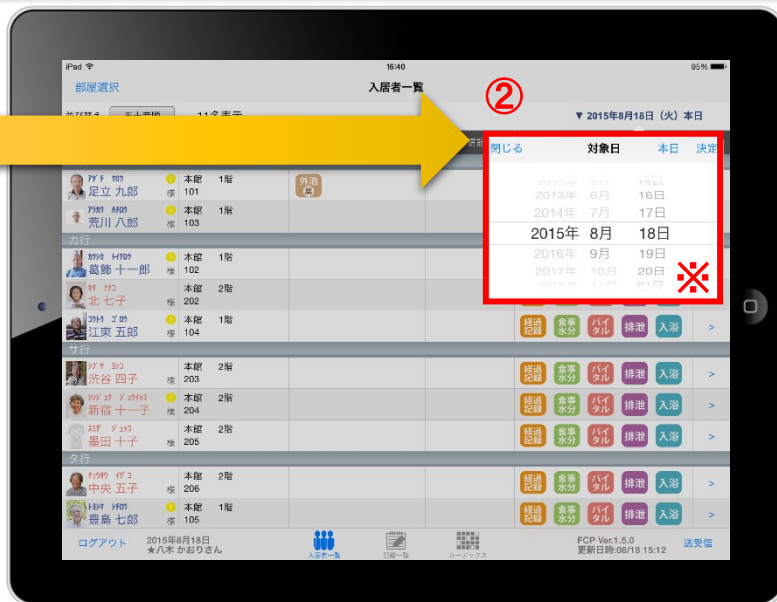 iPad 16:40 95%
部屋選択 入居者一覧
②
11名表示 ▼ 2015年8月18日（火）本日
閉じる 対象日 本日 決定
2013年 6月 16日
2014年 7月 17日
2015年 8月 18日
2016年 9月 19日
2017年 10月 20日
※
足立 九郎 様 本館 1階 101 外泊
荒川 八郎 様 本館 1階 103
カ行
葛飾 十一郎 様 本館 1階 102
北 七子 様 本館 2階 202
江東 五郎 様 本館 1階 104 経過記録 食事水分 バイタル 排泄 入浴 >
サ行
渋谷 四子 様 本館 2階 203 経過記録 食事水分 バイタル 排泄 入浴 >
新宿 十一子 様 本館 2階 204 経過記録 食事水分 バイタル 排泄 入浴 >
墨田 十子 様 本館 2階 205 経過記録 食事水分 バイタル 排泄 入浴 >
タ行
中央 五子 様 本館 2階 206 経過記録 食事水分 バイタル 排泄 入浴 >
豊島 七郎 様 本館 1階 105 経過記録 食事水分 バイタル 排泄 入浴 >
ログアウト 2015年8月18日 FCP Ver.1.5.0 送受信
★八木 かおりさん 入居者一覧 記録一覧 カーデックス 更新日時:08/18 15:12